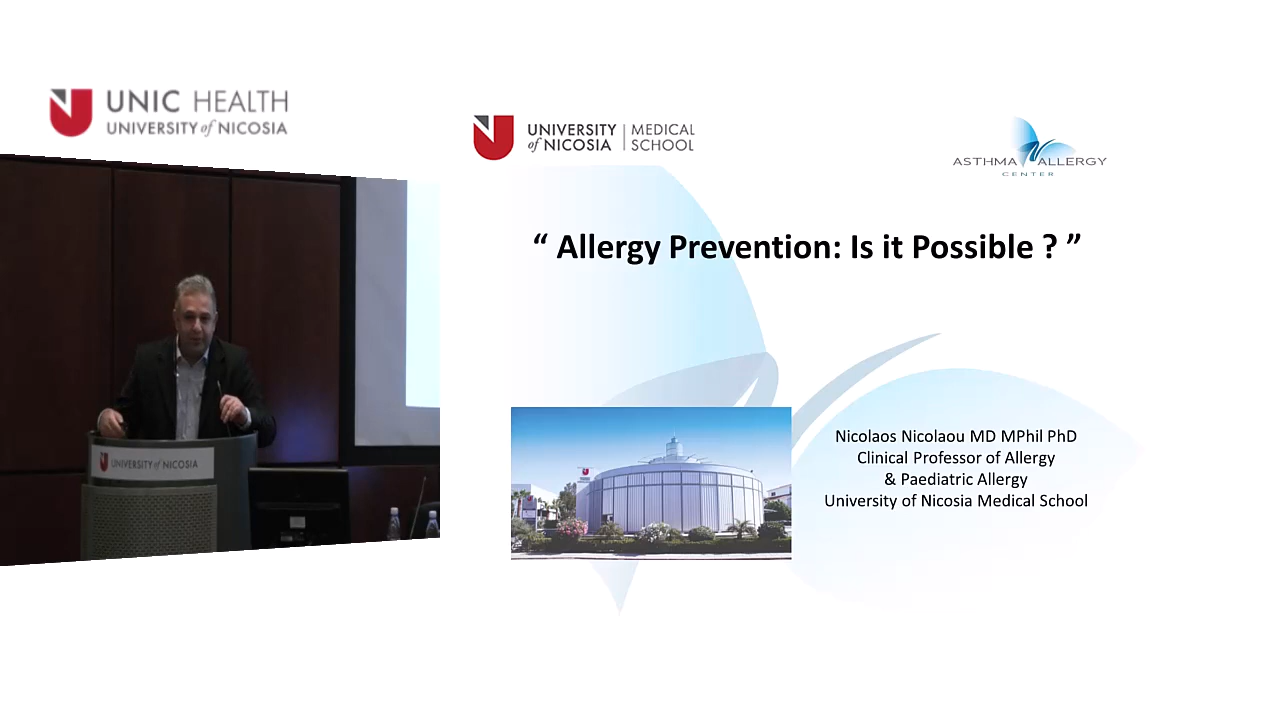 UNIC HEALTH
UNIVERSITY of NICOSIA
UNIVERSITY
of NICOSIA
MEDICAL
SCHOOL
ASTHMA ALLERGY
CENTER
“ Allergy Prevention: Is it Possible ? ”
Nicolaos Nicolaou MD MPhil PhD
Clinical Professor of Allergy
& Paediatric Allergy
University of Nicosia Medical School
UNIVERSITY of NICOSIA